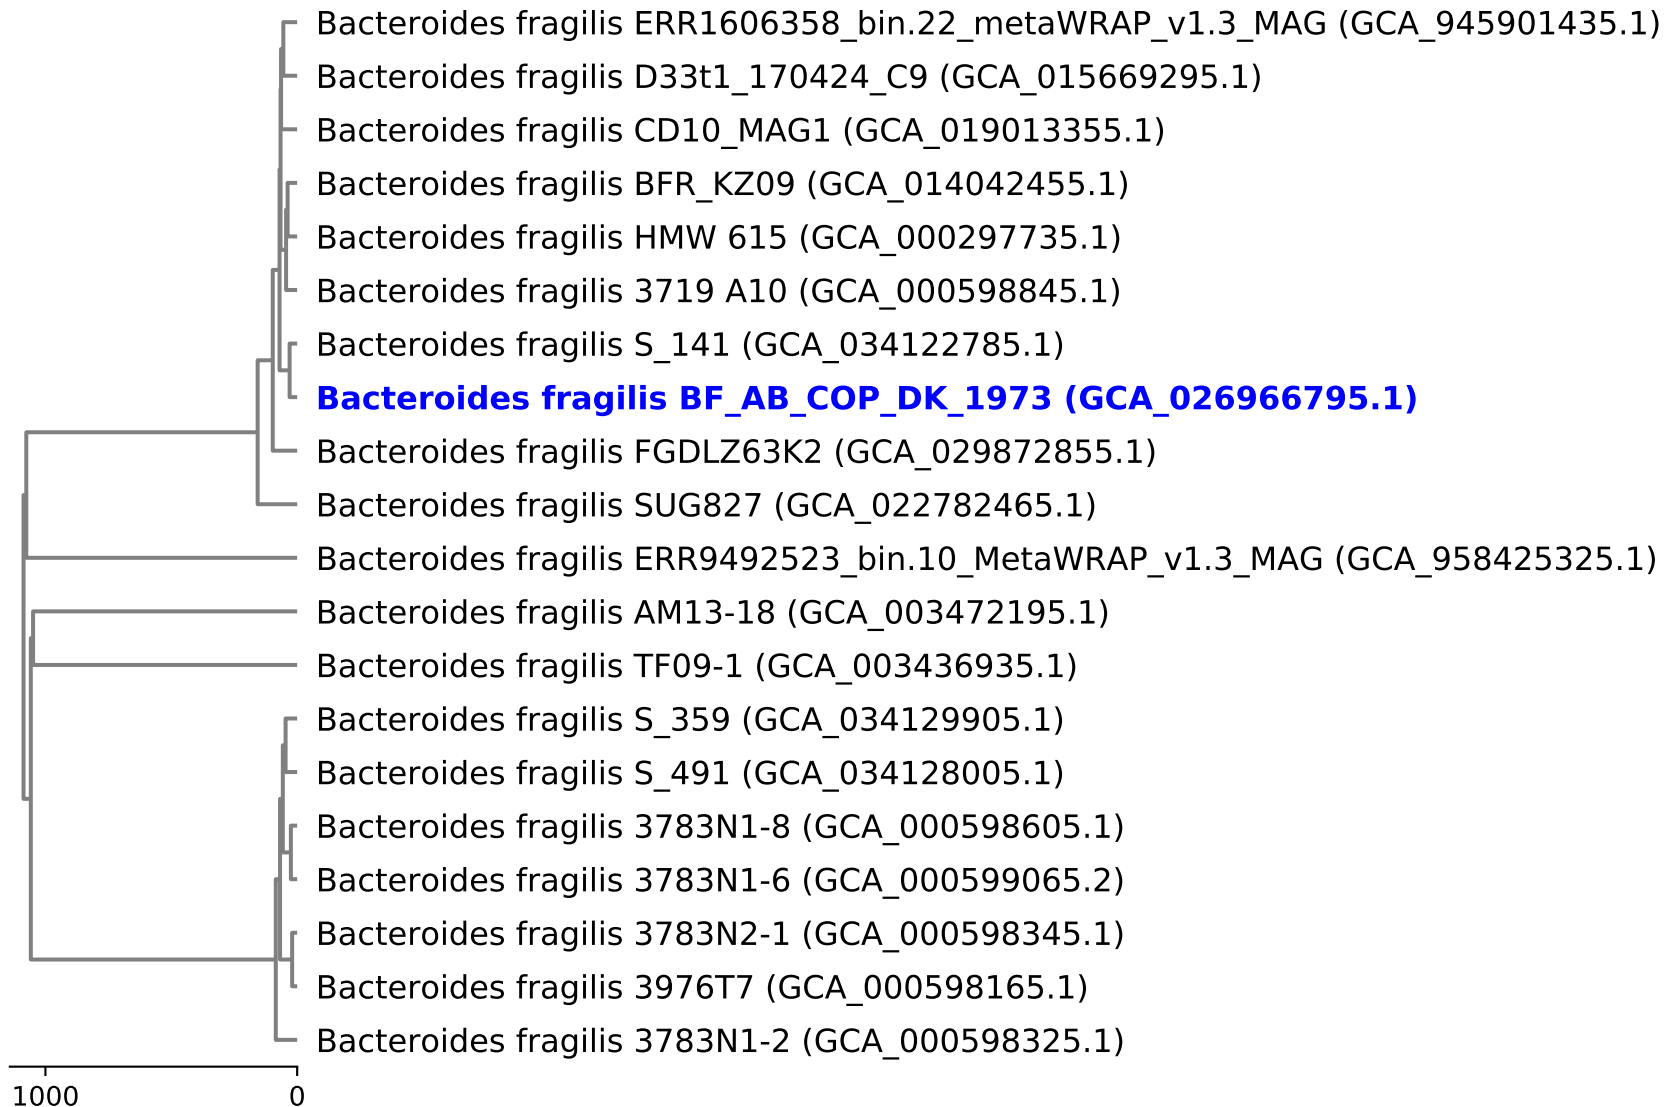 Bacteroides fragilis ERR1606358_bin.22_metaWRAP_v1.3_MAG (GCA_945901435.1)
Bacteroides fragilis D33t1_170424_C9 (GCA_015669295.1)
Bacteroides fragilis CD10_MAG1 (GCA_019013355.1)
Bacteroides fragilis BFR_KZ09 (GCA_014042455.1)
Bacteroides fragilis HMW 615 (GCA_000297735.1)
Bacteroides fragilis 3719 A10 (GCA_000598845.1)
Bacteroides fragilis S_141 (GCA_034122785.1)
Bacteroides fragilis BF_AB_COP_DK_1973 (GCA_026966795.1)
Bacteroides fragilis FGDLZ63K2 (GCA_029872855.1)
Bacteroides fragilis SUG827 (GCA_022782465.1)
Bacteroides fragilis ERR9492523_bin.10_MetaWRAP_v1.3_MAG (GCA_958425325.1)
Bacteroides fragilis AM13-18 (GCA_003472195.1)
Bacteroides fragilis TF09-1 (GCA_003436935.1)
Bacteroides fragilis S_359 (GCA_034129905.1)
Bacteroides fragilis S_491 (GCA_034128005.1)
Bacteroides fragilis 3783N1-8 (GCA_000598605.1)
Bacteroides fragilis 3783N1-6 (GCA_000599065.2)
Bacteroides fragilis 3783N2-1 (GCA_000598345.1)
Bacteroides fragilis 3976T7 (GCA_000598165.1)
Bacteroides fragilis 3783N1-2 (GCA_000598325.1)
1000 0